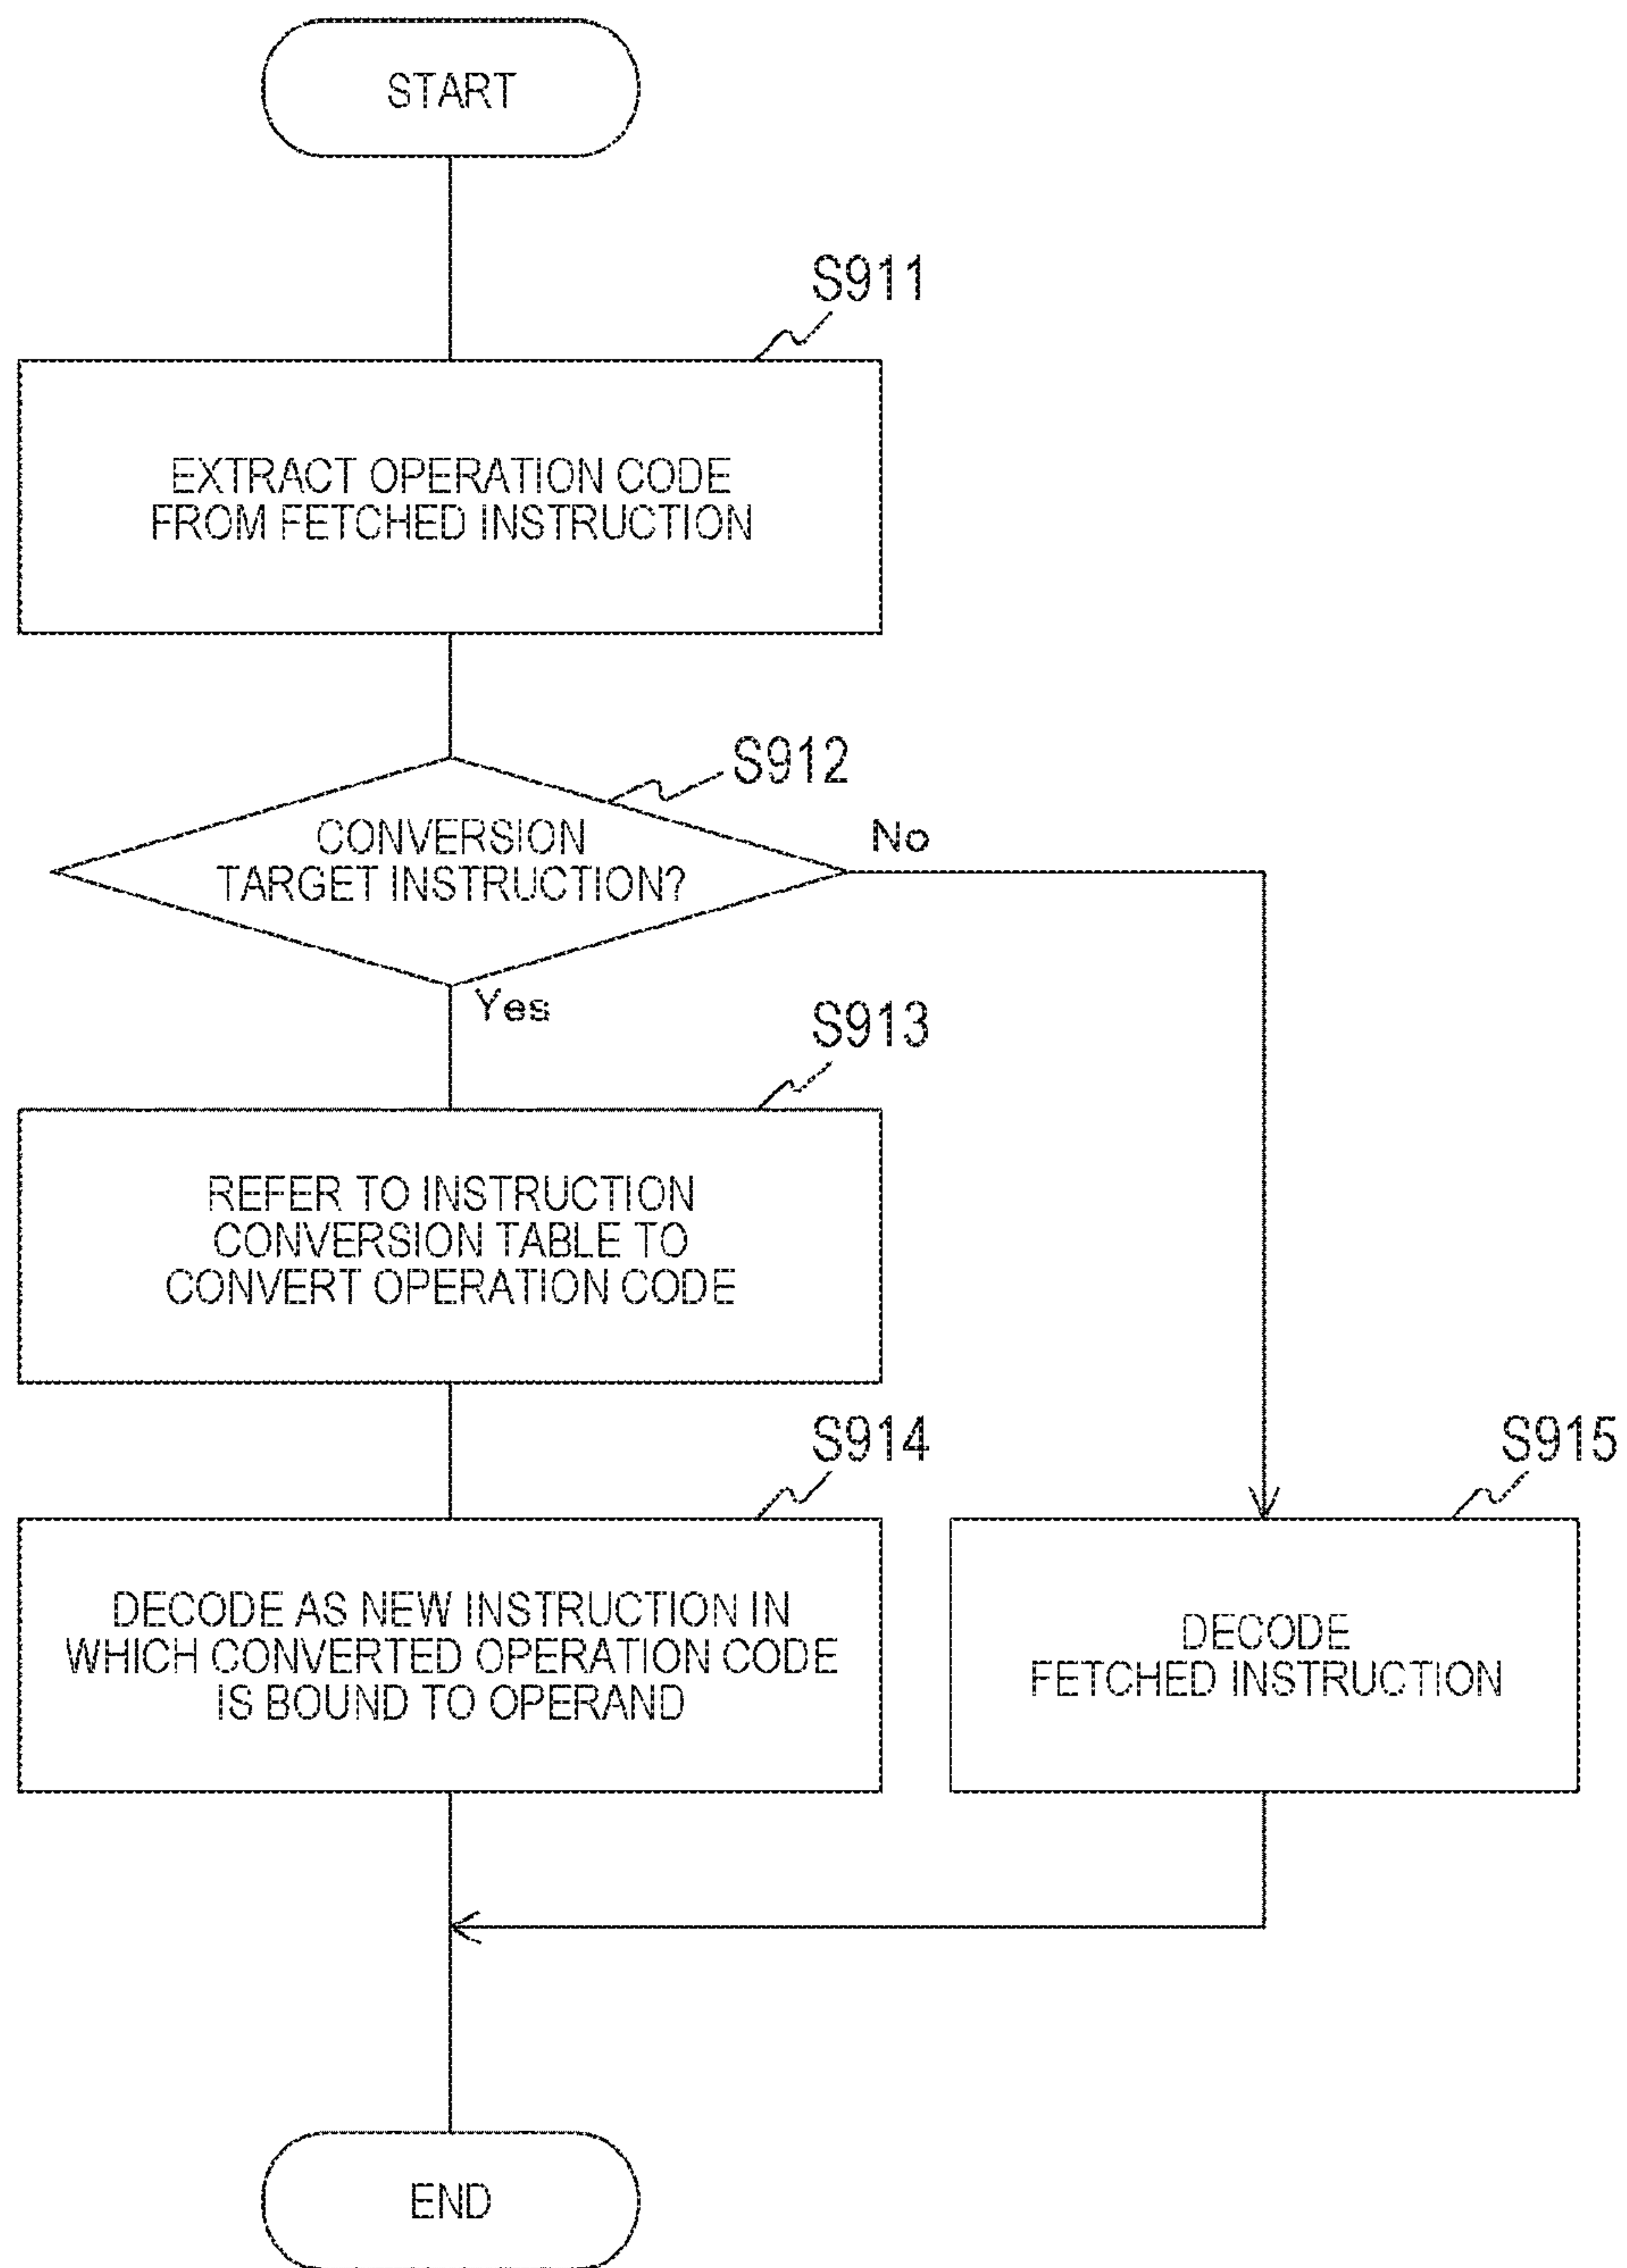 START
S911
EXTRACT OPERATION CODE
FROM FETCHED INSTRUCTION
S912
CONVERSION
TARGET INSTRUCTION?
No
Yes
S913
REFER TO INSTRUCTION
CONVERSION TABLE TO
CONVERT OPERATION CODE
S914
DECODE AS NEW INSTRUCTION IN
WHICH CONVERTED OPERATION CODE
IS BOUND TO OPERAND
S915
DECODE
FETCHED INSTRUCTION
END